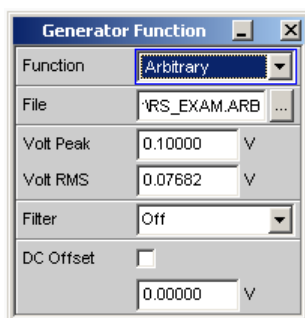 Generator Function
Function Arbitrary
File \RS_EXAM.ARB ...
Volt Peak 0.10000 V
Volt RMS 0.07682 V
Filter Off
DC Offset
0.00000 V